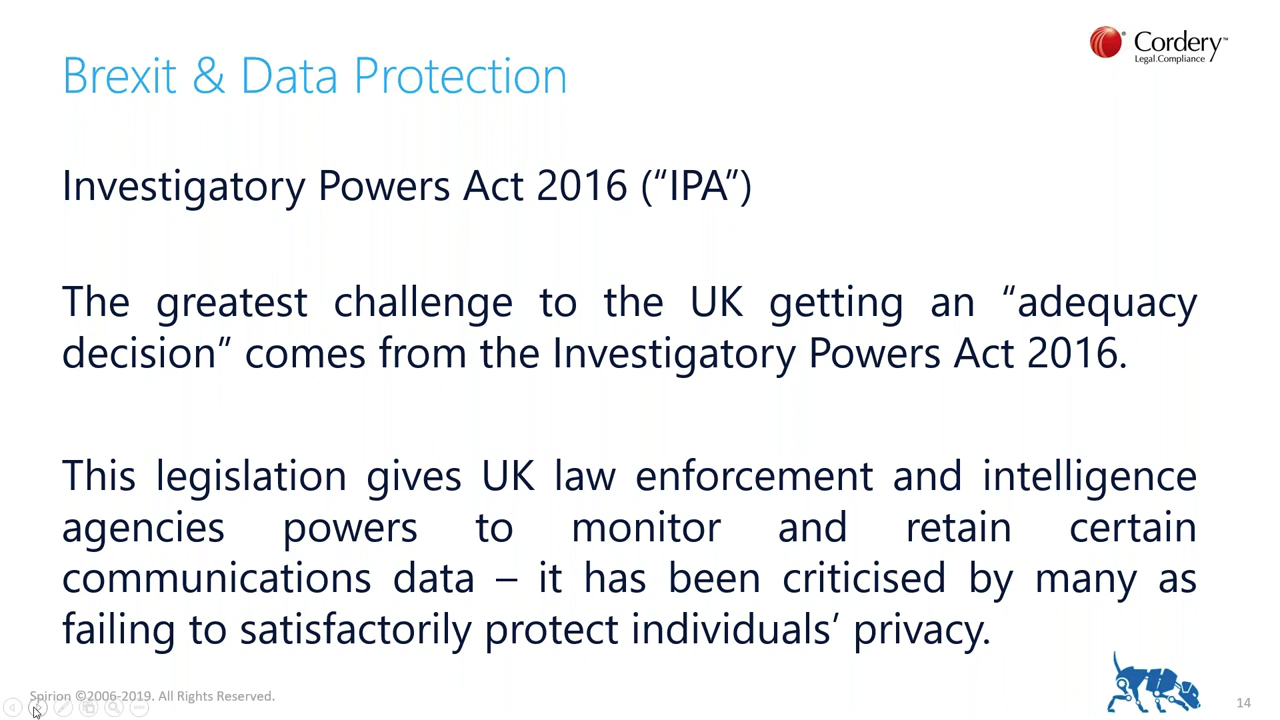 Brexit & Data Protection
Cordery™
Legal.Compliance
Investigatory Powers Act 2016 (“IPA”)
The greatest challenge to the UK getting an “adequacy
decision” comes from the Investigatory Powers Act 2016.
This legislation gives UK law enforcement and intelligence
agencies powers to monitor and retain certain
communications data – it has been criticised by many as
failing to satisfactorily protect individuals’ privacy.
Spirion ©2006-2019. All Rights Reserved.
14